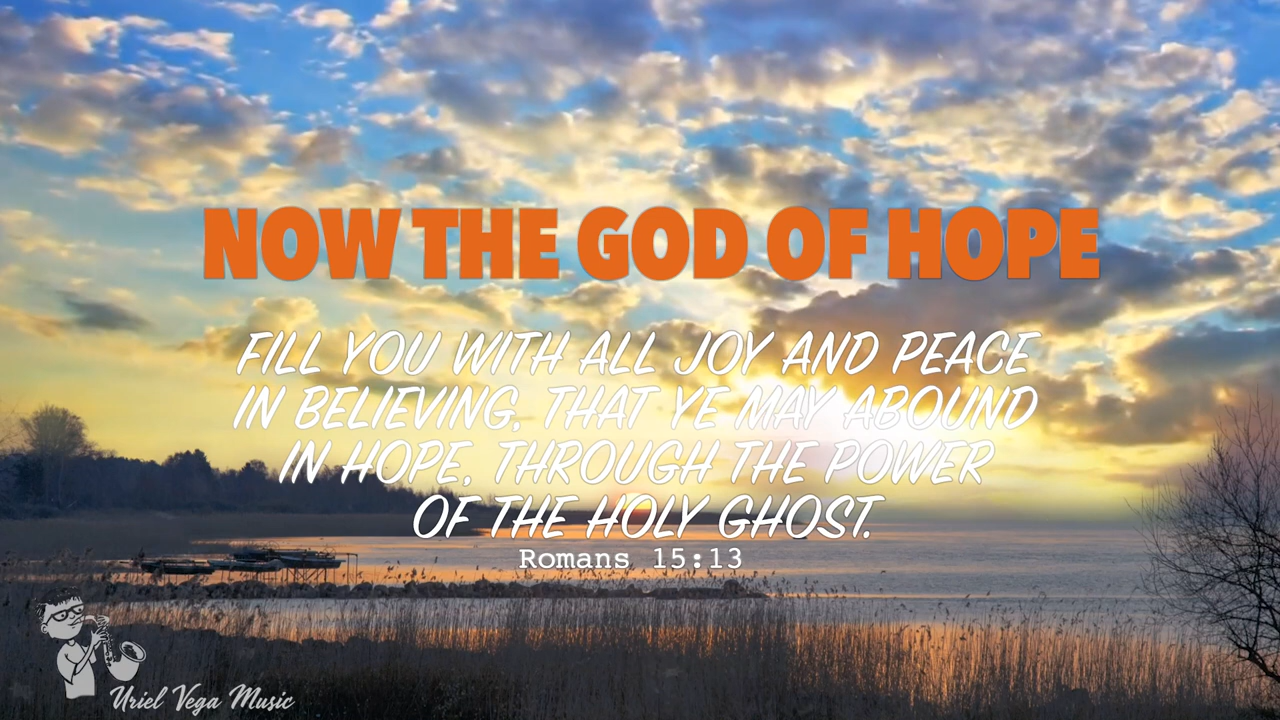 NOW THE GOD OF HOPE
FILL YOU WITH ALL JOY AND PEACE
IN BELIEVING, THAT YE MAY ABOUND
IN HOPE, THROUGH THE POWER
OF THE HOLY GHOST.
Romans 15:13
Uriel Vega Music